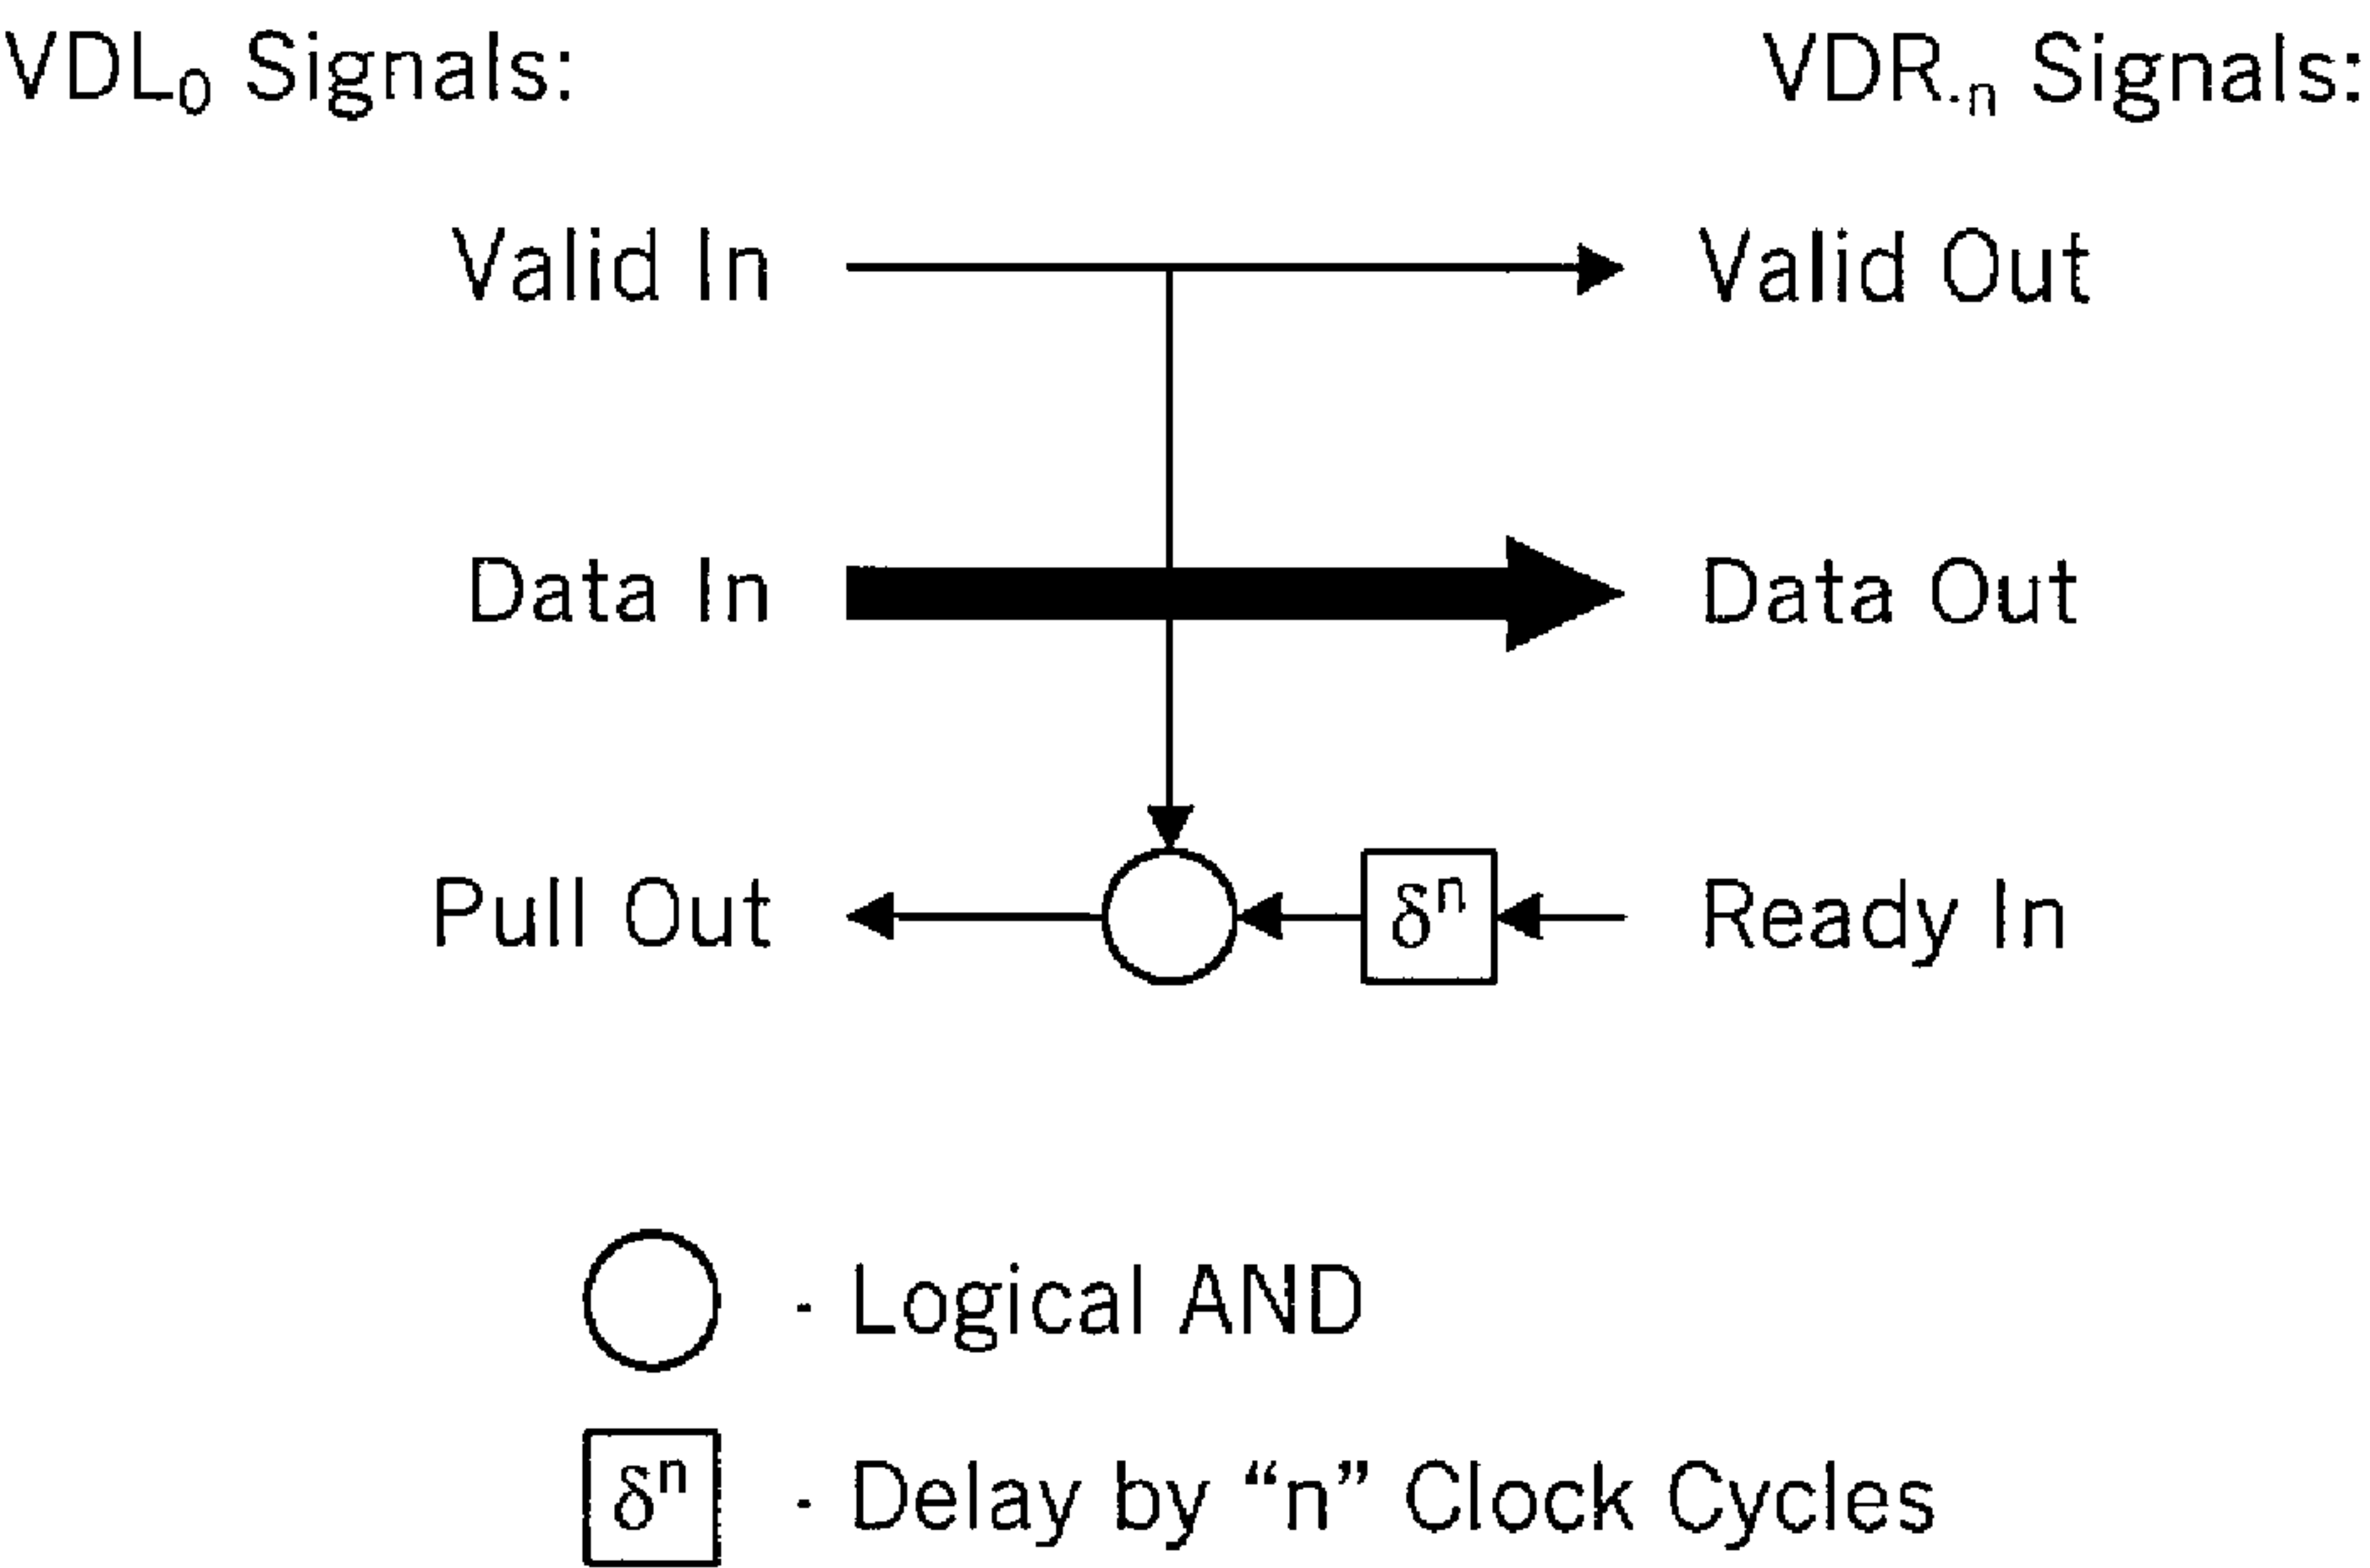 VDL₀ Signals: VDR₋ₙ Signals:
Valid In Valid Out
Data In Data Out
Pull Out δⁿ Ready In
- Logical AND
δⁿ - Delay by “n” Clock Cycles